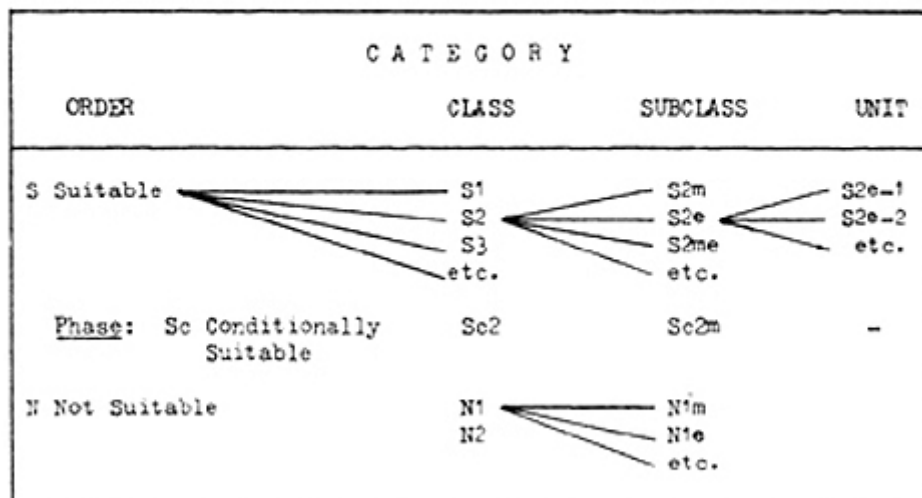 C A T E G O R Y
ORDER CLASS SUBCLASS UNIT
S Suitable S1 S2m S2e-1
S2 S2e S2e-2
S3 S2me etc.
etc. etc.
Phase: Sc Conditionally Sc2 Sc2m -
Suitable
N Not Suitable N1 N1m
N2 N1e
etc.